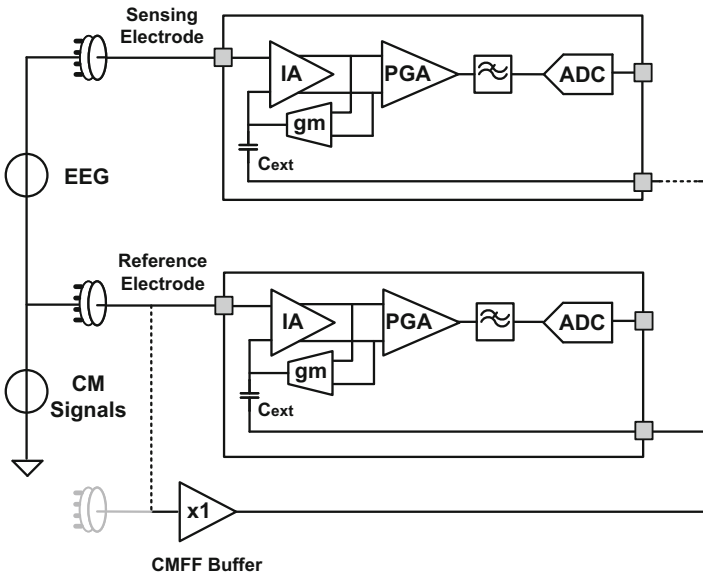 Sensing
Electrode
IA
PGA
ADC
gm
Cext
EEG
Reference
Electrode
IA
PGA
ADC
gm
Cext
CM
Signals
x1
CMFF Buffer